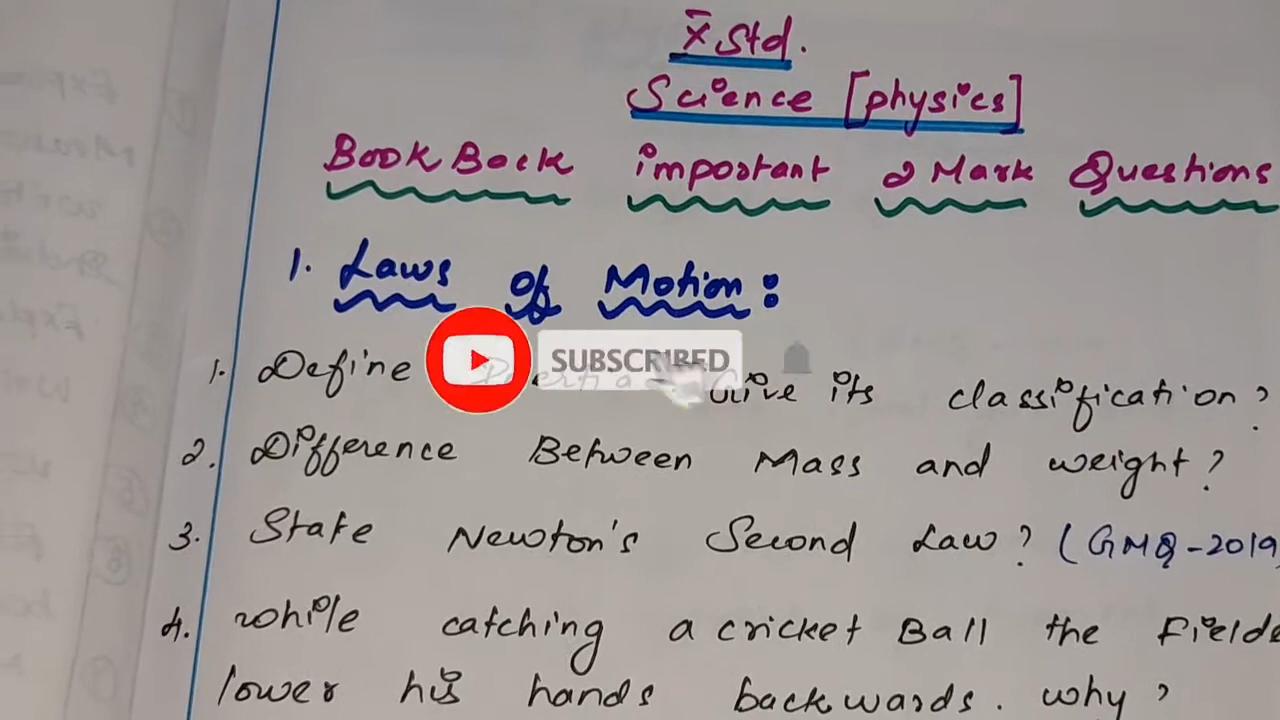 X Std.
Science [physics]
Book Back important 2 Mark Questions
1. Laws of Motion:
1. Define Inertia. Give its classification?
SUBSCRIBED
2. Difference Between Mass and weight?
3. State Newton's Second Law? (GMQ-2019
4. while catching a cricket Ball the Fielde
lower his hands backwards. why?